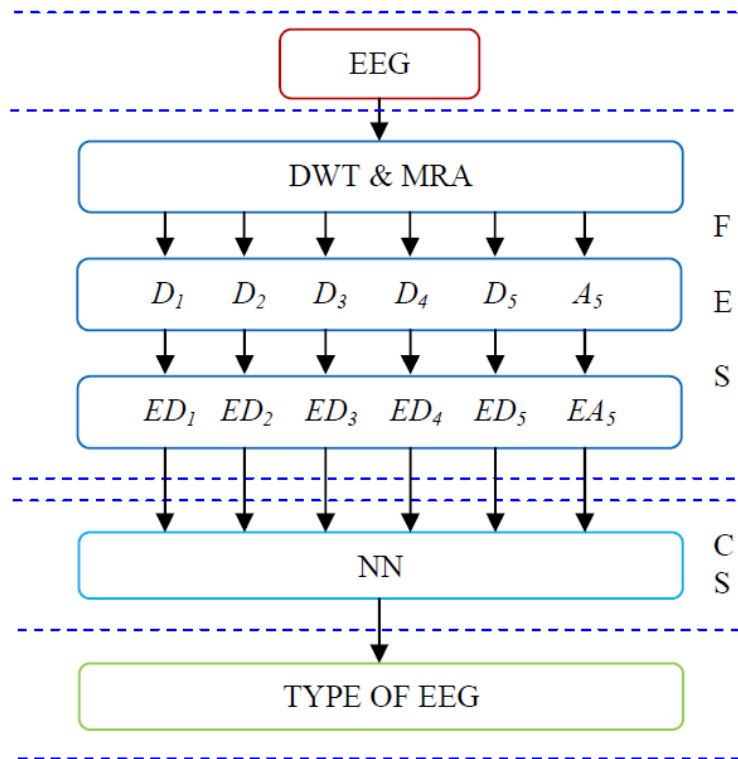 EEG
DWT & MRA
F
D₁ D₂ D₃ D₄ D₅ A₅
E
S
ED₁ ED₂ ED₃ ED₄ ED₅ EA₅
C
NN
S
TYPE OF EEG